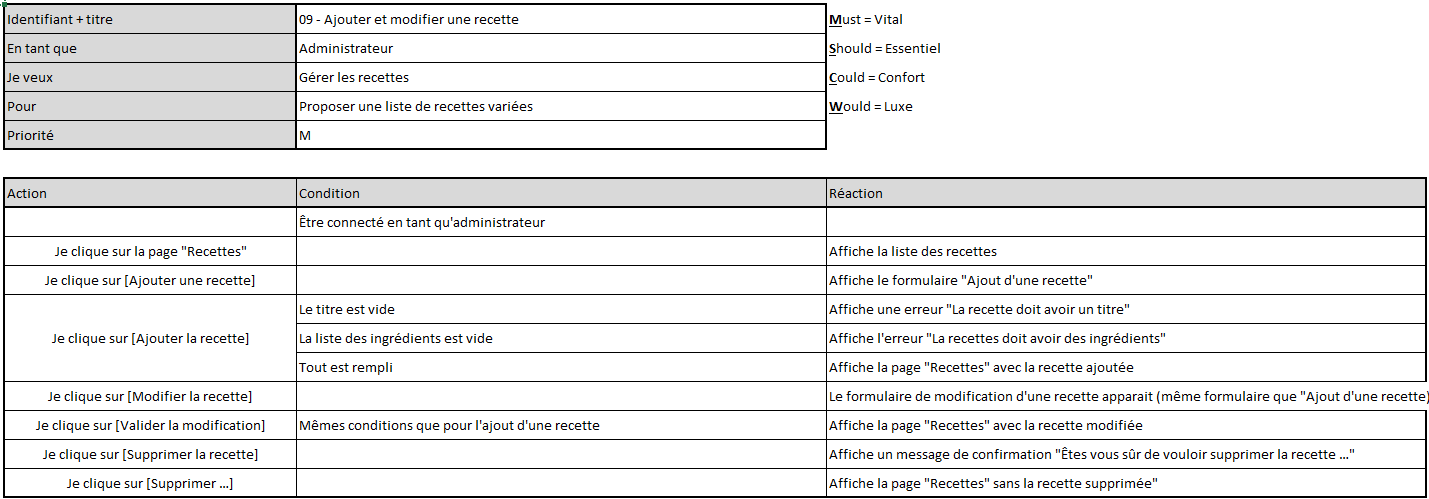 Identifiant + titre 09 - Ajouter et modifier une recette Must = Vital
En tant que Administrateur Should = Essentiel
Je veux Gérer les recettes Could = Confort
Pour Proposer une liste de recettes variées Would = Luxe
Priorité M
Action Condition Réaction
Être connecté en tant qu'administrateur
Je clique sur la page "Recettes" Affiche la liste des recettes
Je clique sur [Ajouter une recette] Affiche le formulaire "Ajout d'une recette"
Le titre est vide Affiche une erreur "La recette doit avoir un titre"
Je clique sur [Ajouter la recette] La liste des ingrédients est vide Affiche l'erreur "La recettes doit avoir des ingrédients"
Tout est rempli Affiche la page "Recettes" avec la recette ajoutée
Je clique sur [Modifier la recette] Le formulaire de modification d'une recette apparait (même formulaire que "Ajout d'une recette)
Je clique sur [Valider la modification] Mêmes conditions que pour l'ajout d'une recette Affiche la page "Recettes" avec la recette modifiée
Je clique sur [Supprimer la recette] Affiche un message de confirmation "Êtes vous sûr de vouloir supprimer la recette ..."
Je clique sur [Supprimer ...] Affiche la page "Recettes" sans la recette supprimée"